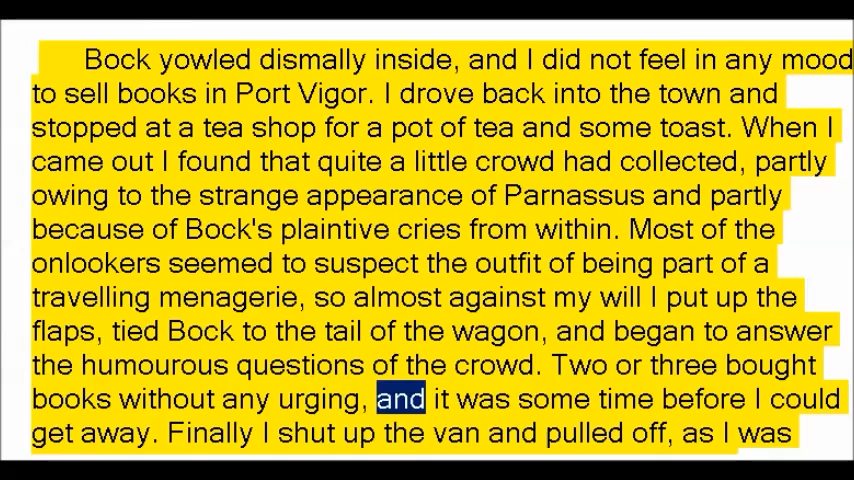 Bock yowled dismally inside, and I did not feel in any mood
to sell books in Port Vigor. I drove back into the town and
stopped at a tea shop for a pot of tea and some toast. When I
came out I found that quite a little crowd had collected, partly
owing to the strange appearance of Parnassus and partly
because of Bock's plaintive cries from within. Most of the
onlookers seemed to suspect the outfit of being part of a
travelling menagerie, so almost against my will I put up the
flaps, tied Bock to the tail of the wagon, and began to answer
the humourous questions of the crowd. Two or three bought
books without any urging, and it was some time before I could
get away. Finally I shut up the van and pulled off, as I was